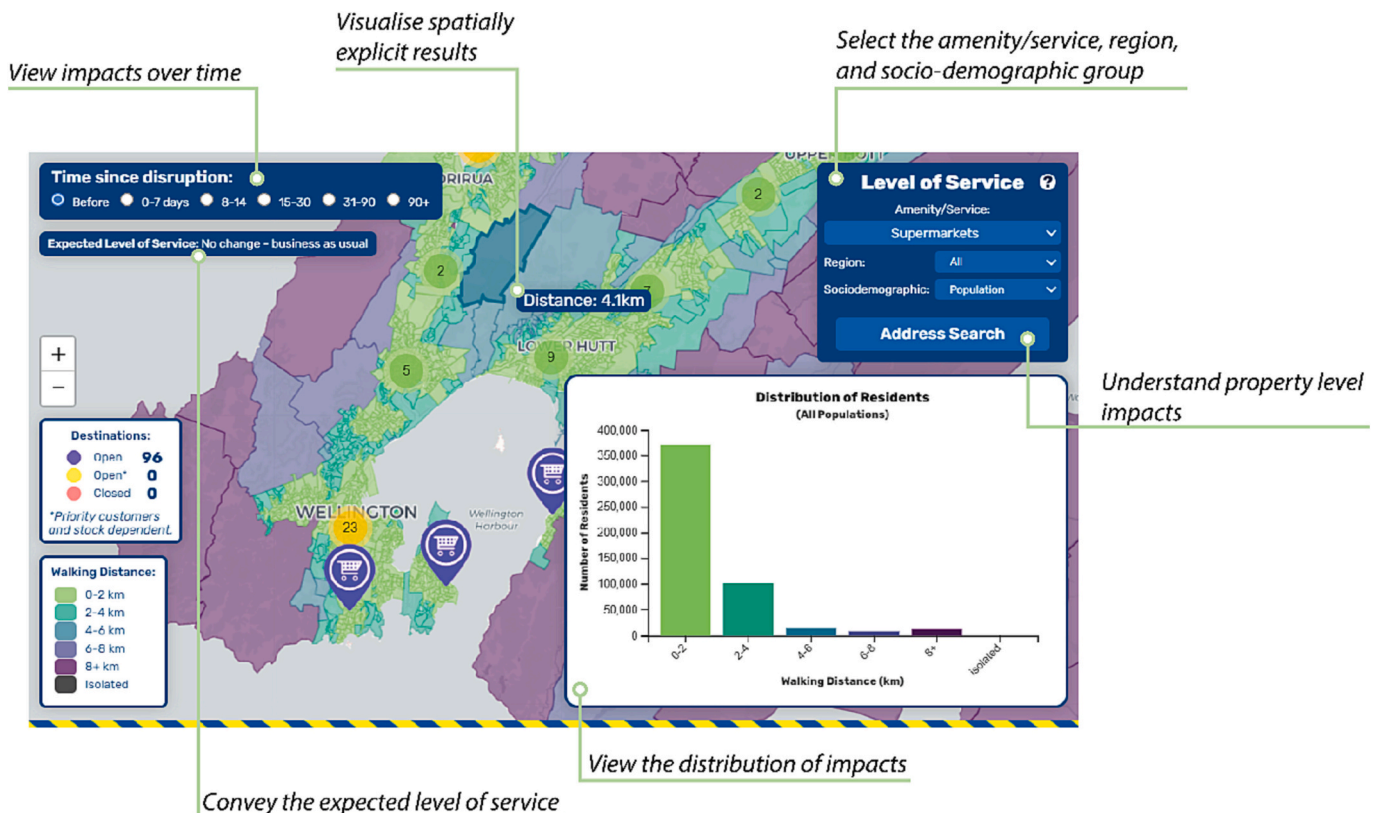 Visualise spatially
explicit results
Select the amenity/service, region,
and socio-demographic group
View impacts over time
Time since disruption:
Before 0-7 days 8-14 15-30 31-90 90+
Expected Level of Service: No change - business as usual
ORIRUA
UPPER HUTT
2
2
7
Distance: 4.1km
LOWER HUTT
9
5
WELLINGTON
23
Wellington
Harbour
Level of Service ?
Amenity/Service:
Supermarkets
Region: All
Sociodemographic: Population
Address Search
Understand property level
impacts
+
−
Destinations:
Open 96
Open* 0
Closed 0
*Priority customers
and stock dependent.
Walking Distance:
0-2 km
2-4 km
4-6 km
6-8 km
8+ km
Isolated
Distribution of Residents
(All Populations)
Number of Residents
400,000
350,000
300,000
250,000
200,000
150,000
100,000
50,000
0
0-2
2-4
4-6
6-8
8+
isolated
Walking Distance (km)
View the distribution of impacts
Convey the expected level of service